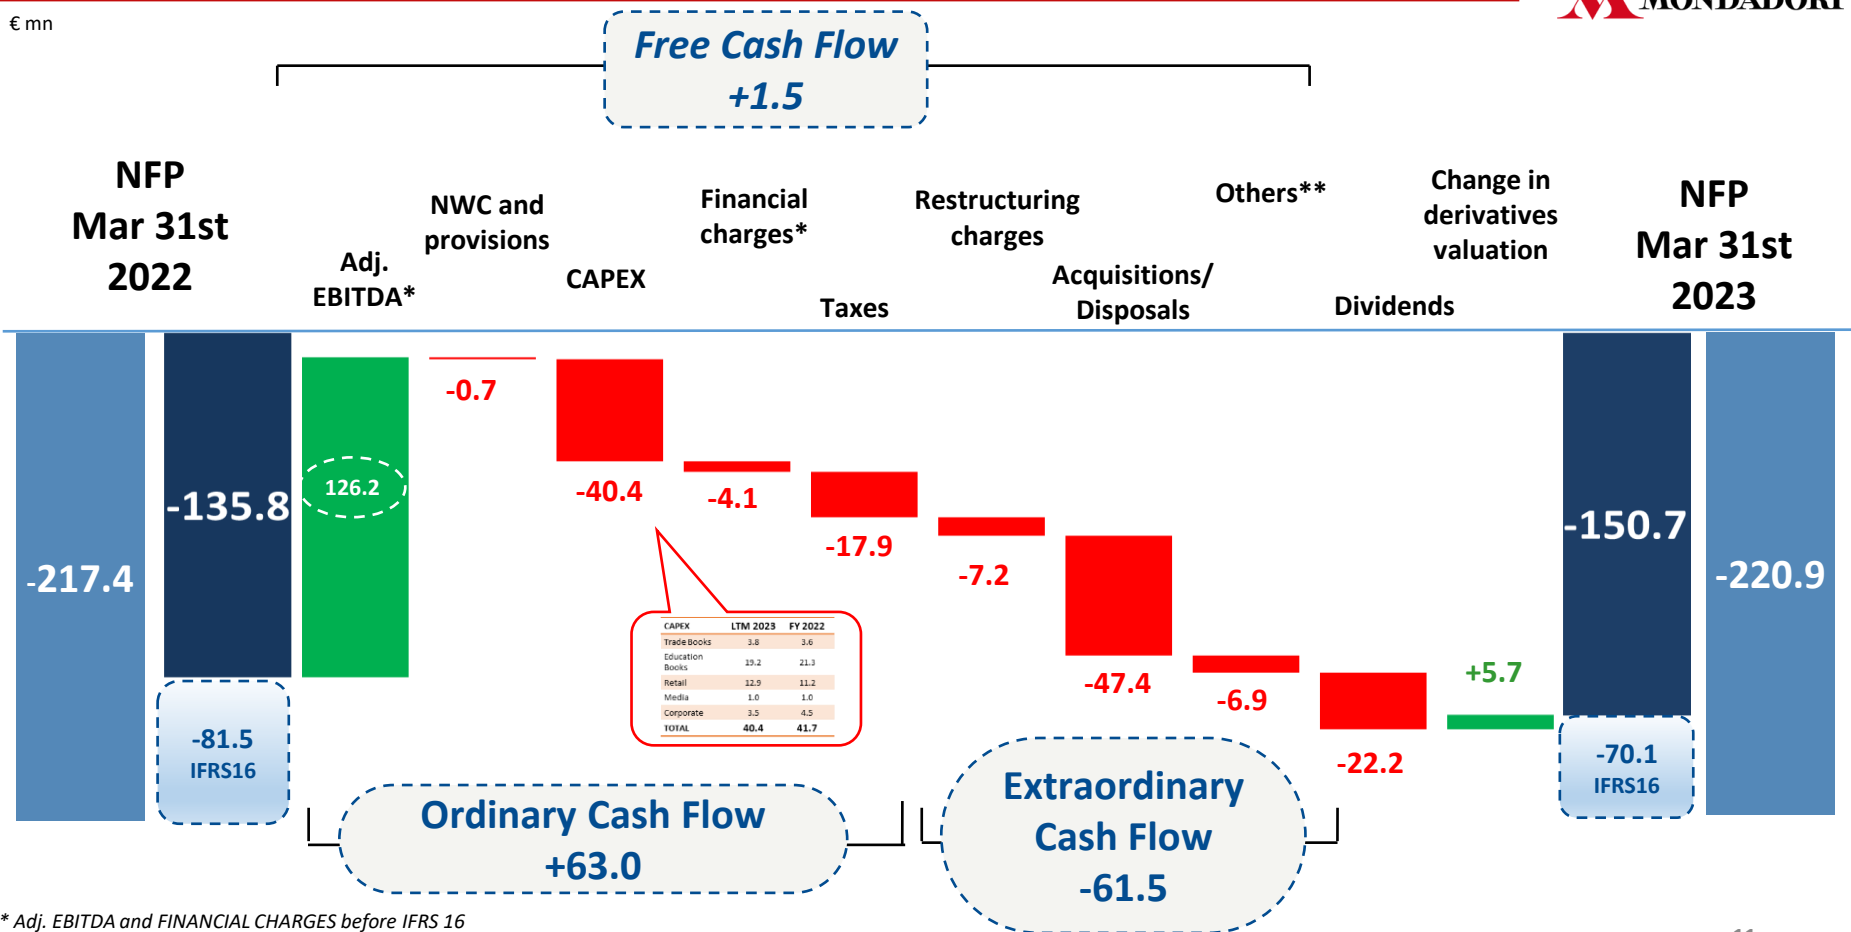 MONDADORI
€ mn
Free Cash Flow
+1.5
NFP
Mar 31st
2022
Adj.
EBITDA*
NWC and
provisions
CAPEX
Financial
charges*
Taxes
Restructuring
charges
Acquisitions/
Disposals
Others**
Dividends
Change in
derivatives
valuation
NFP
Mar 31st
2023
-217.4
-135.8
126.2
-0.7
-40.4
-4.1
-17.9
-7.2
-47.4
-6.9
-22.2
+5.7
-150.7
-220.9
-81.5
IFRS16
CAPEX LTM 2023 FY 2022
Trade Books 3.8 3.6
Education
Books 19.2 21.3
Retail 12.9 11.2
Media 1.0 1.0
Corporate 3.5 4.5
TOTAL 40.4 41.7
-70.1
IFRS16
Ordinary Cash Flow
+63.0
Extraordinary
Cash Flow
-61.5
* Adj. EBITDA and FINANCIAL CHARGES before IFRS 16